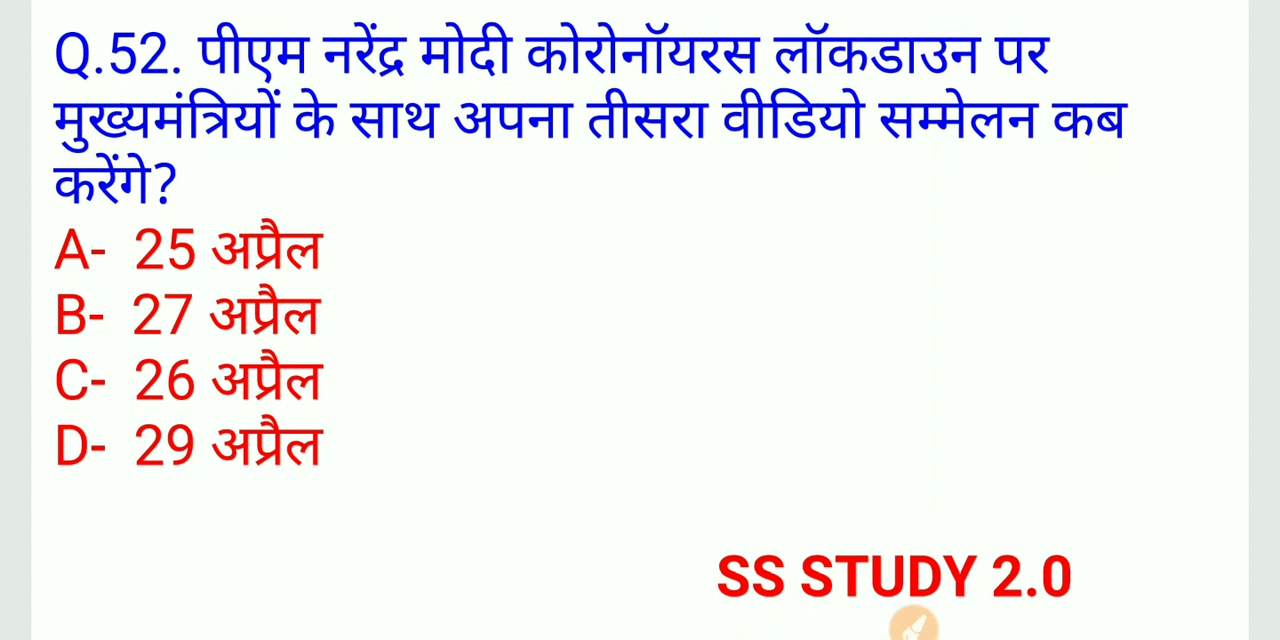 Q.52. पीएम नरेंद्र मोदी कोरोनॉयरस लॉकडाउन पर
मुख्यमंत्रियों के साथ अपना तीसरा वीडियो सम्मेलन कब
करेंगे?
A- 25 अप्रैल
B- 27 अप्रैल
C- 26 अप्रैल
D- 29 अप्रैल
SS STUDY 2.0